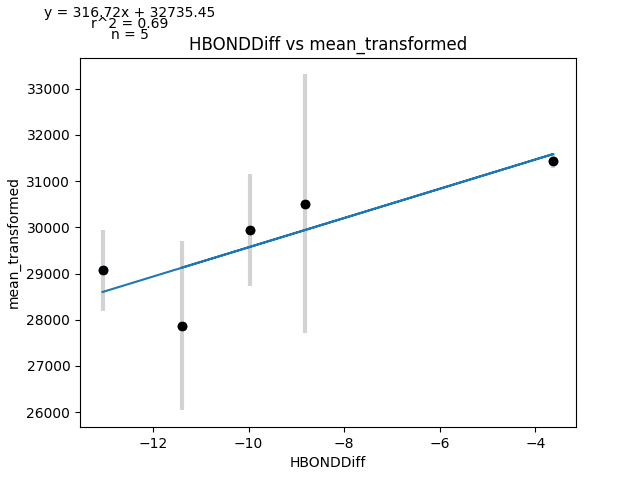 y = 316.72x + 32735.45
r^2 = 0.69
n = 5
HBONDDiff vs mean_transformed
33000
32000
31000
30000
29000
28000
27000
26000
mean_transformed
−12
−10
−8
−6
−4
HBONDDiff